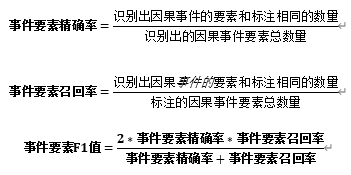 识别出因果事件的要素和标注相同的数量
事件要素精确率=
识别出的因果事件要素总数量
识别出因果事件的要素和标注相同的数量
事件要素召回率=
标注的因果事件要素总数量
2*事件要素精确率*事件要素召回率
事件要素F1值=
事件要素精确率+事件要素召回率